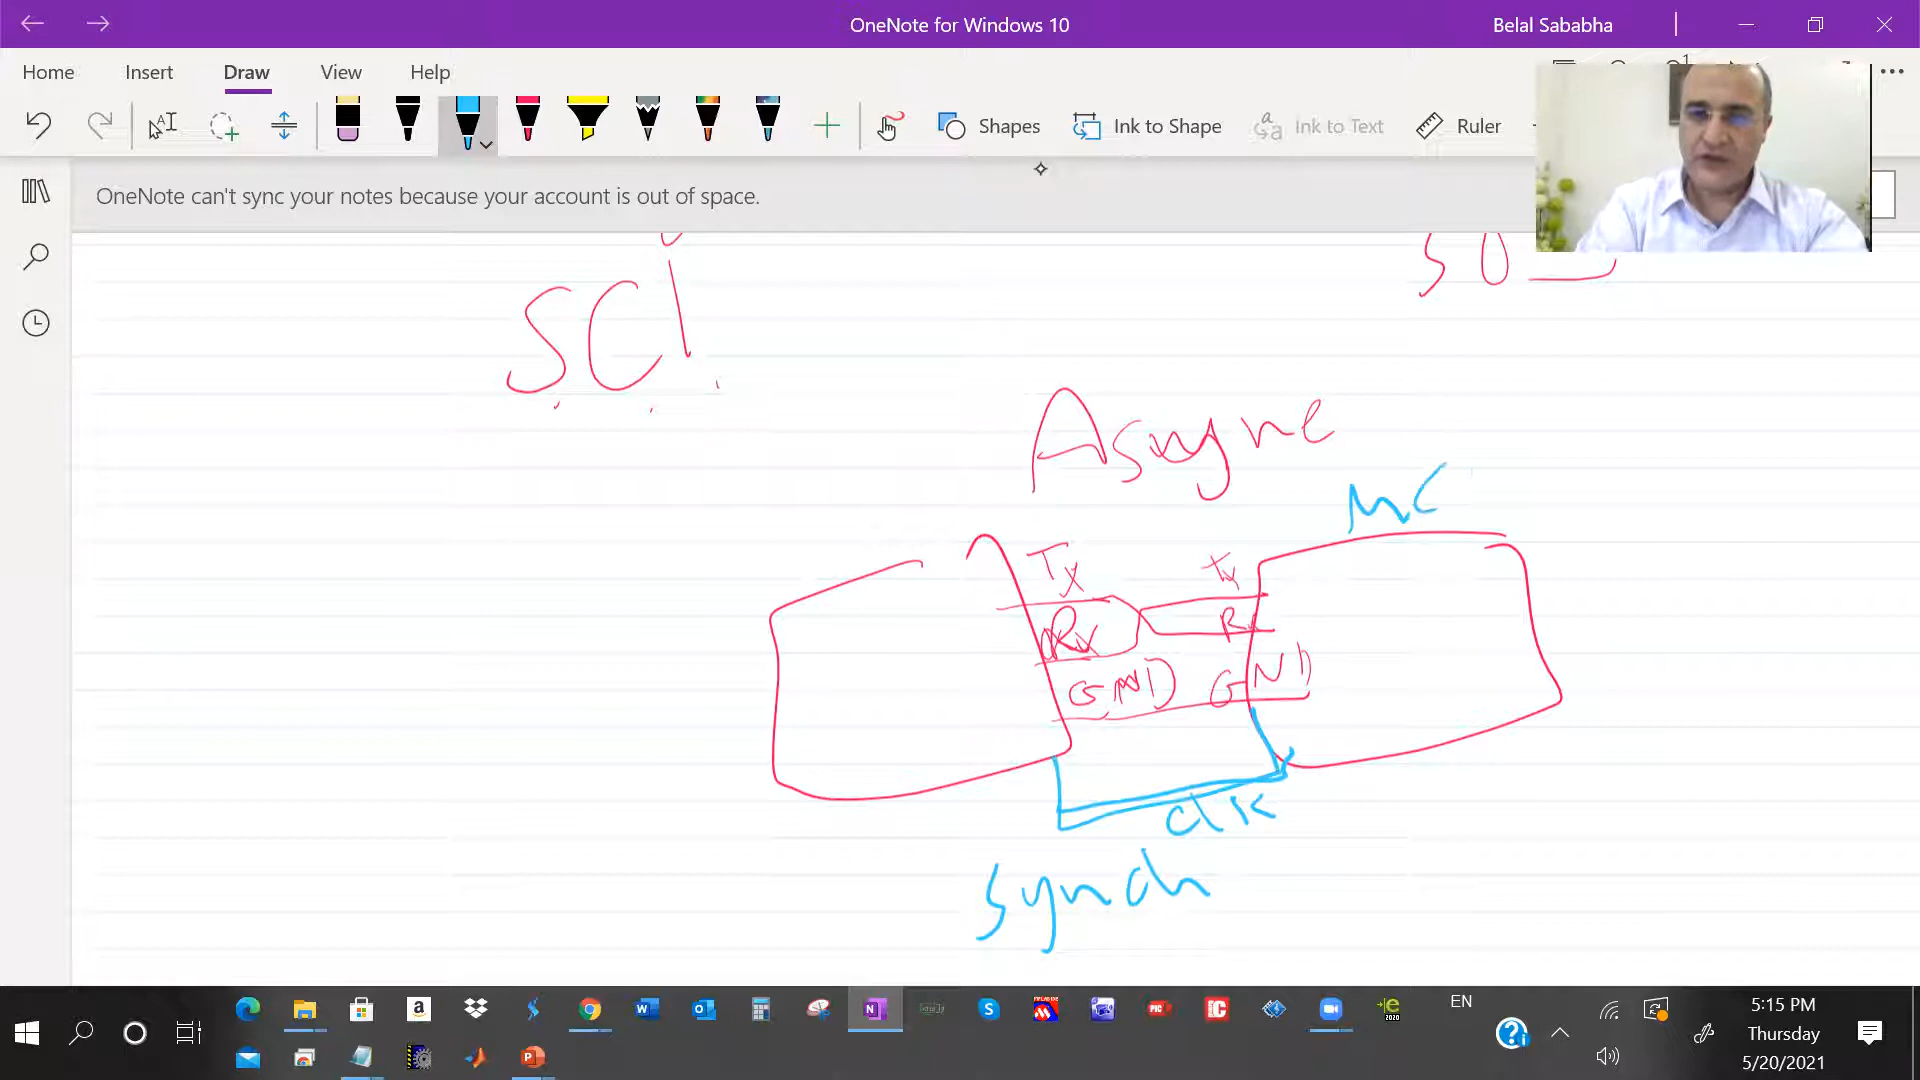 OneNote for Windows 10
Belal Sababha
Home Insert Draw View Help
Shapes Ink to Shape Ink to Text Ruler
OneNote can't sync your notes because your account is out of space.
SCI
Async
MC
Tx Tx
Rx Rx
GND GND
clk
Synch
EN
5:15 PM
Thursday
5/20/2021